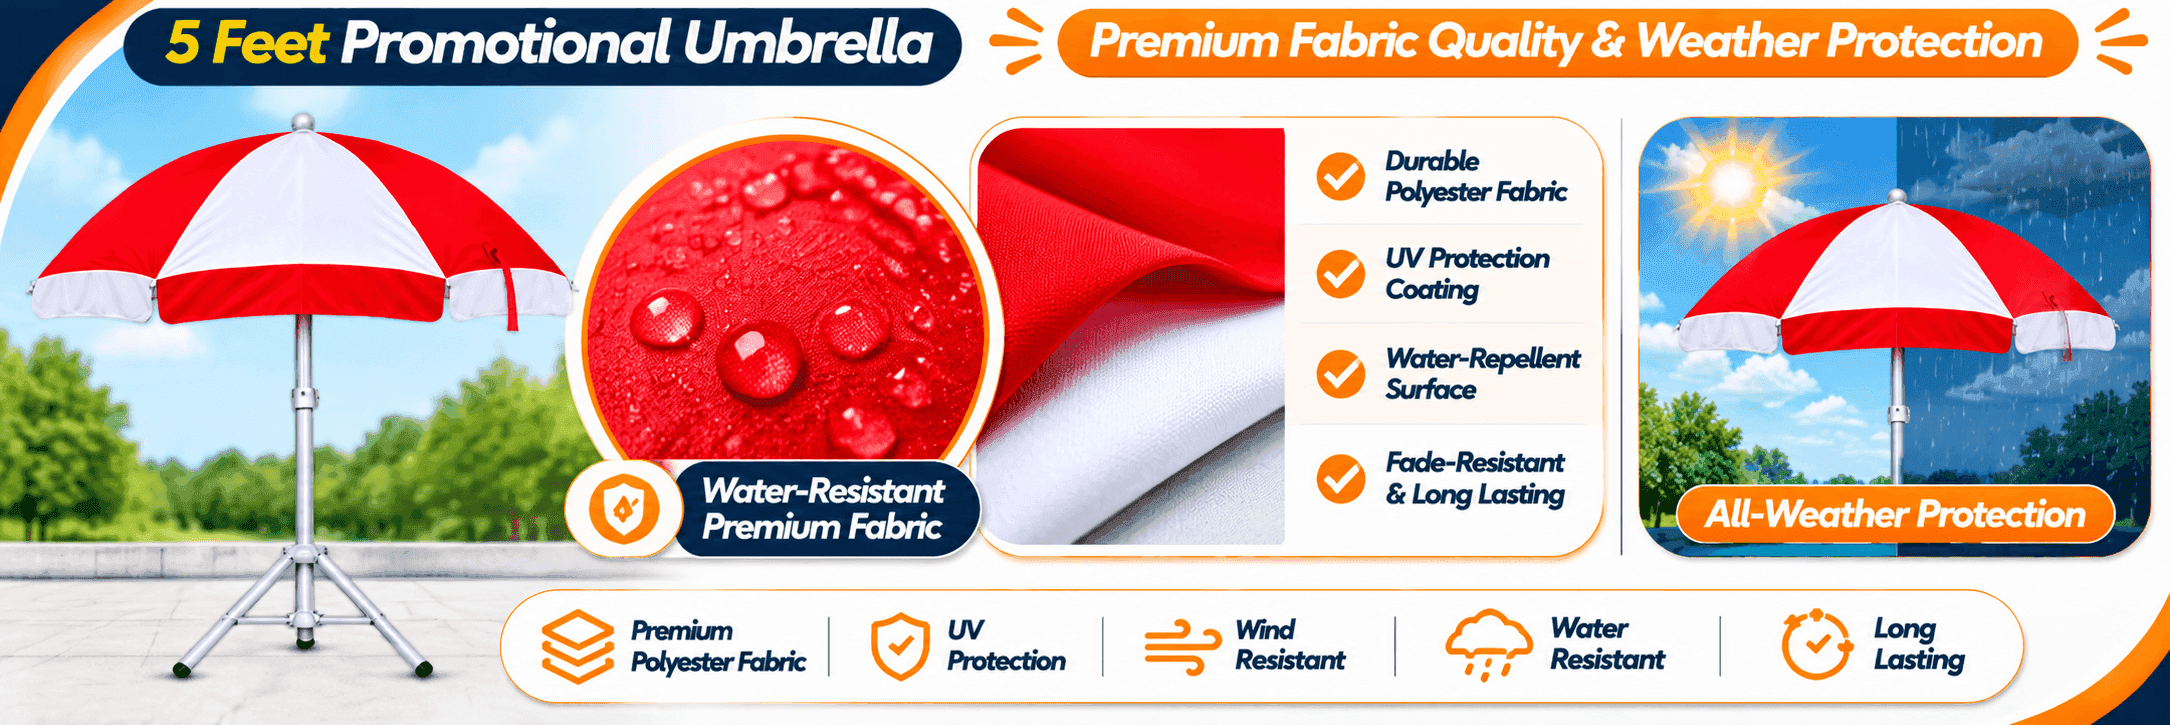 5 Feet Promotional Umbrella
Premium Fabric Quality & Weather Protection
Water-Resistant
Premium Fabric
Durable
Polyester Fabric
UV Protection
Coating
Water-Repellent
Surface
Fade-Resistant
& Long Lasting
All-Weather Protection
Premium
Polyester Fabric
UV
Protection
Wind
Resistant
Water
Resistant
Long
Lasting